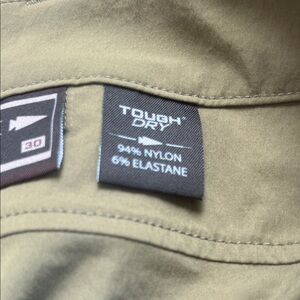 TOUGH®
DRY
94% NYLON
6% ELASTANE
30